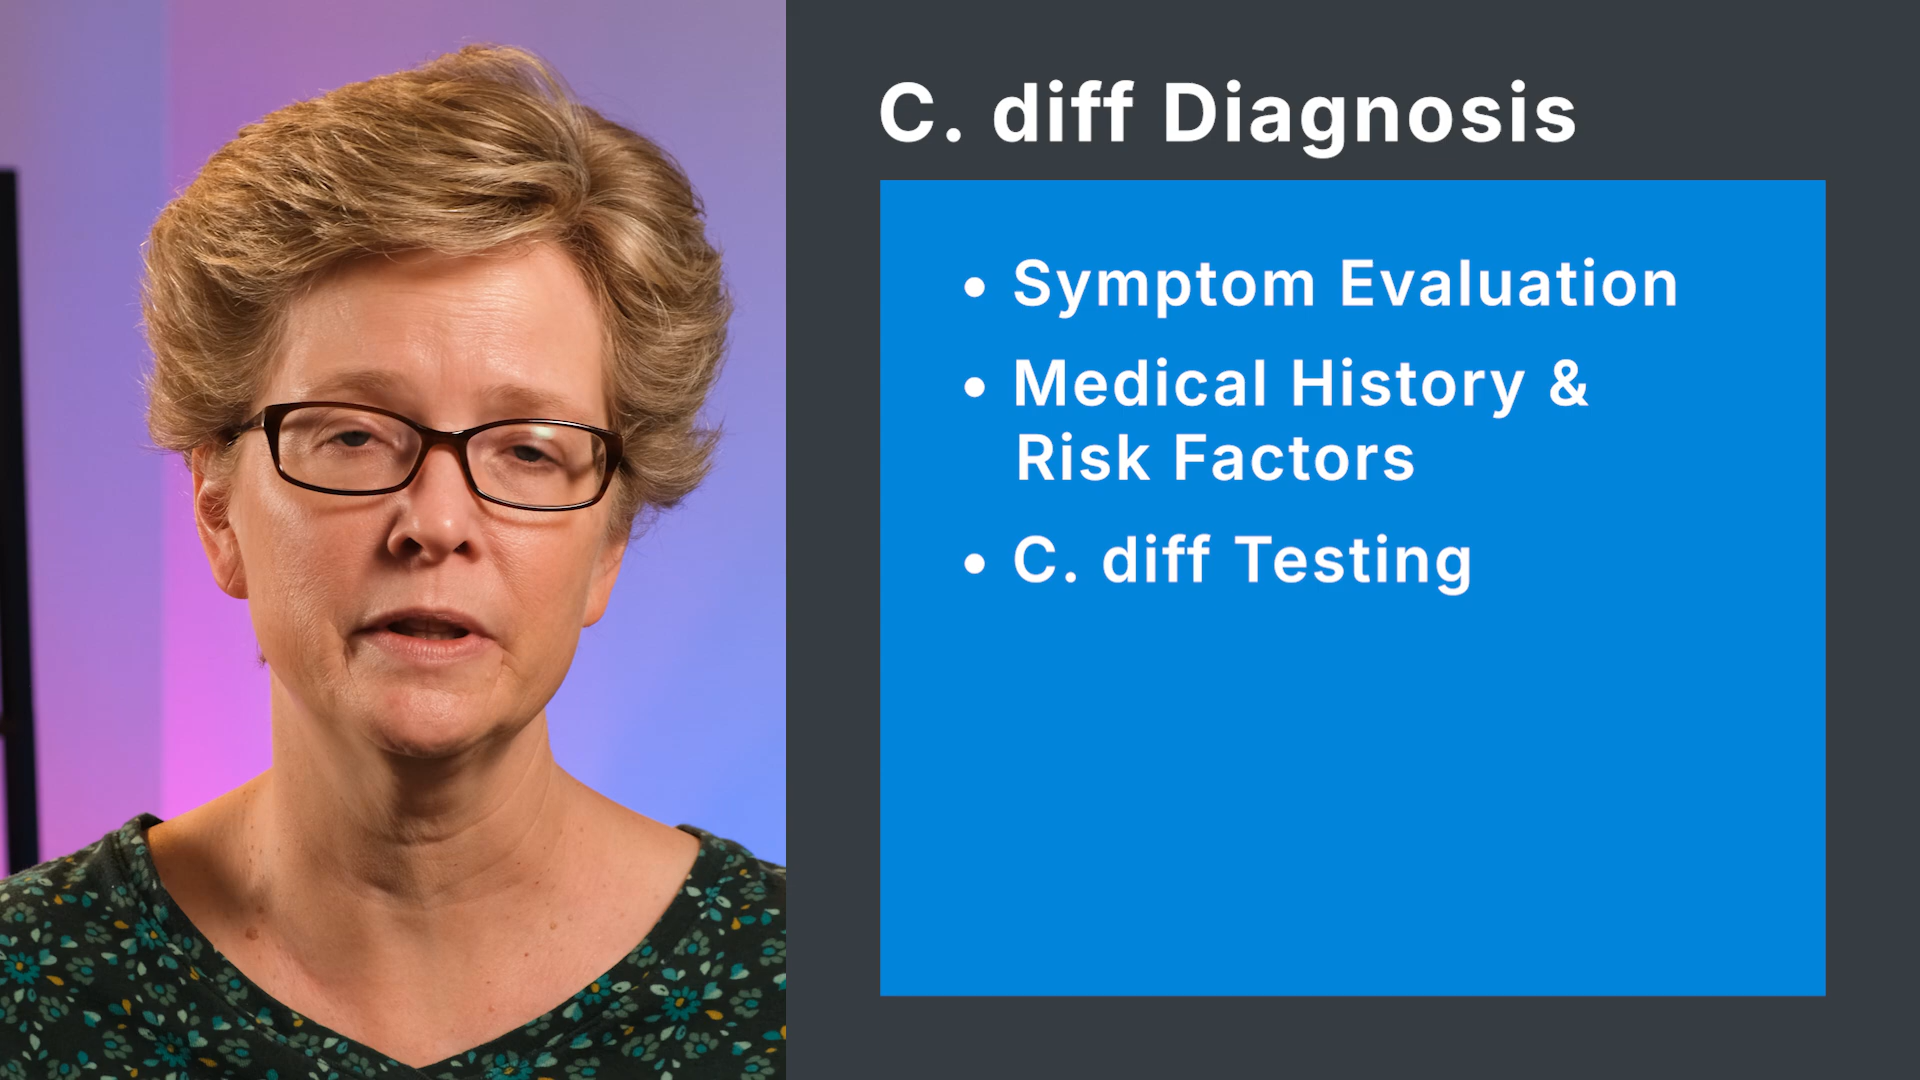 C. diff Diagnosis
• Symptom Evaluation
• Medical History &
Risk Factors
• C. diff Testing